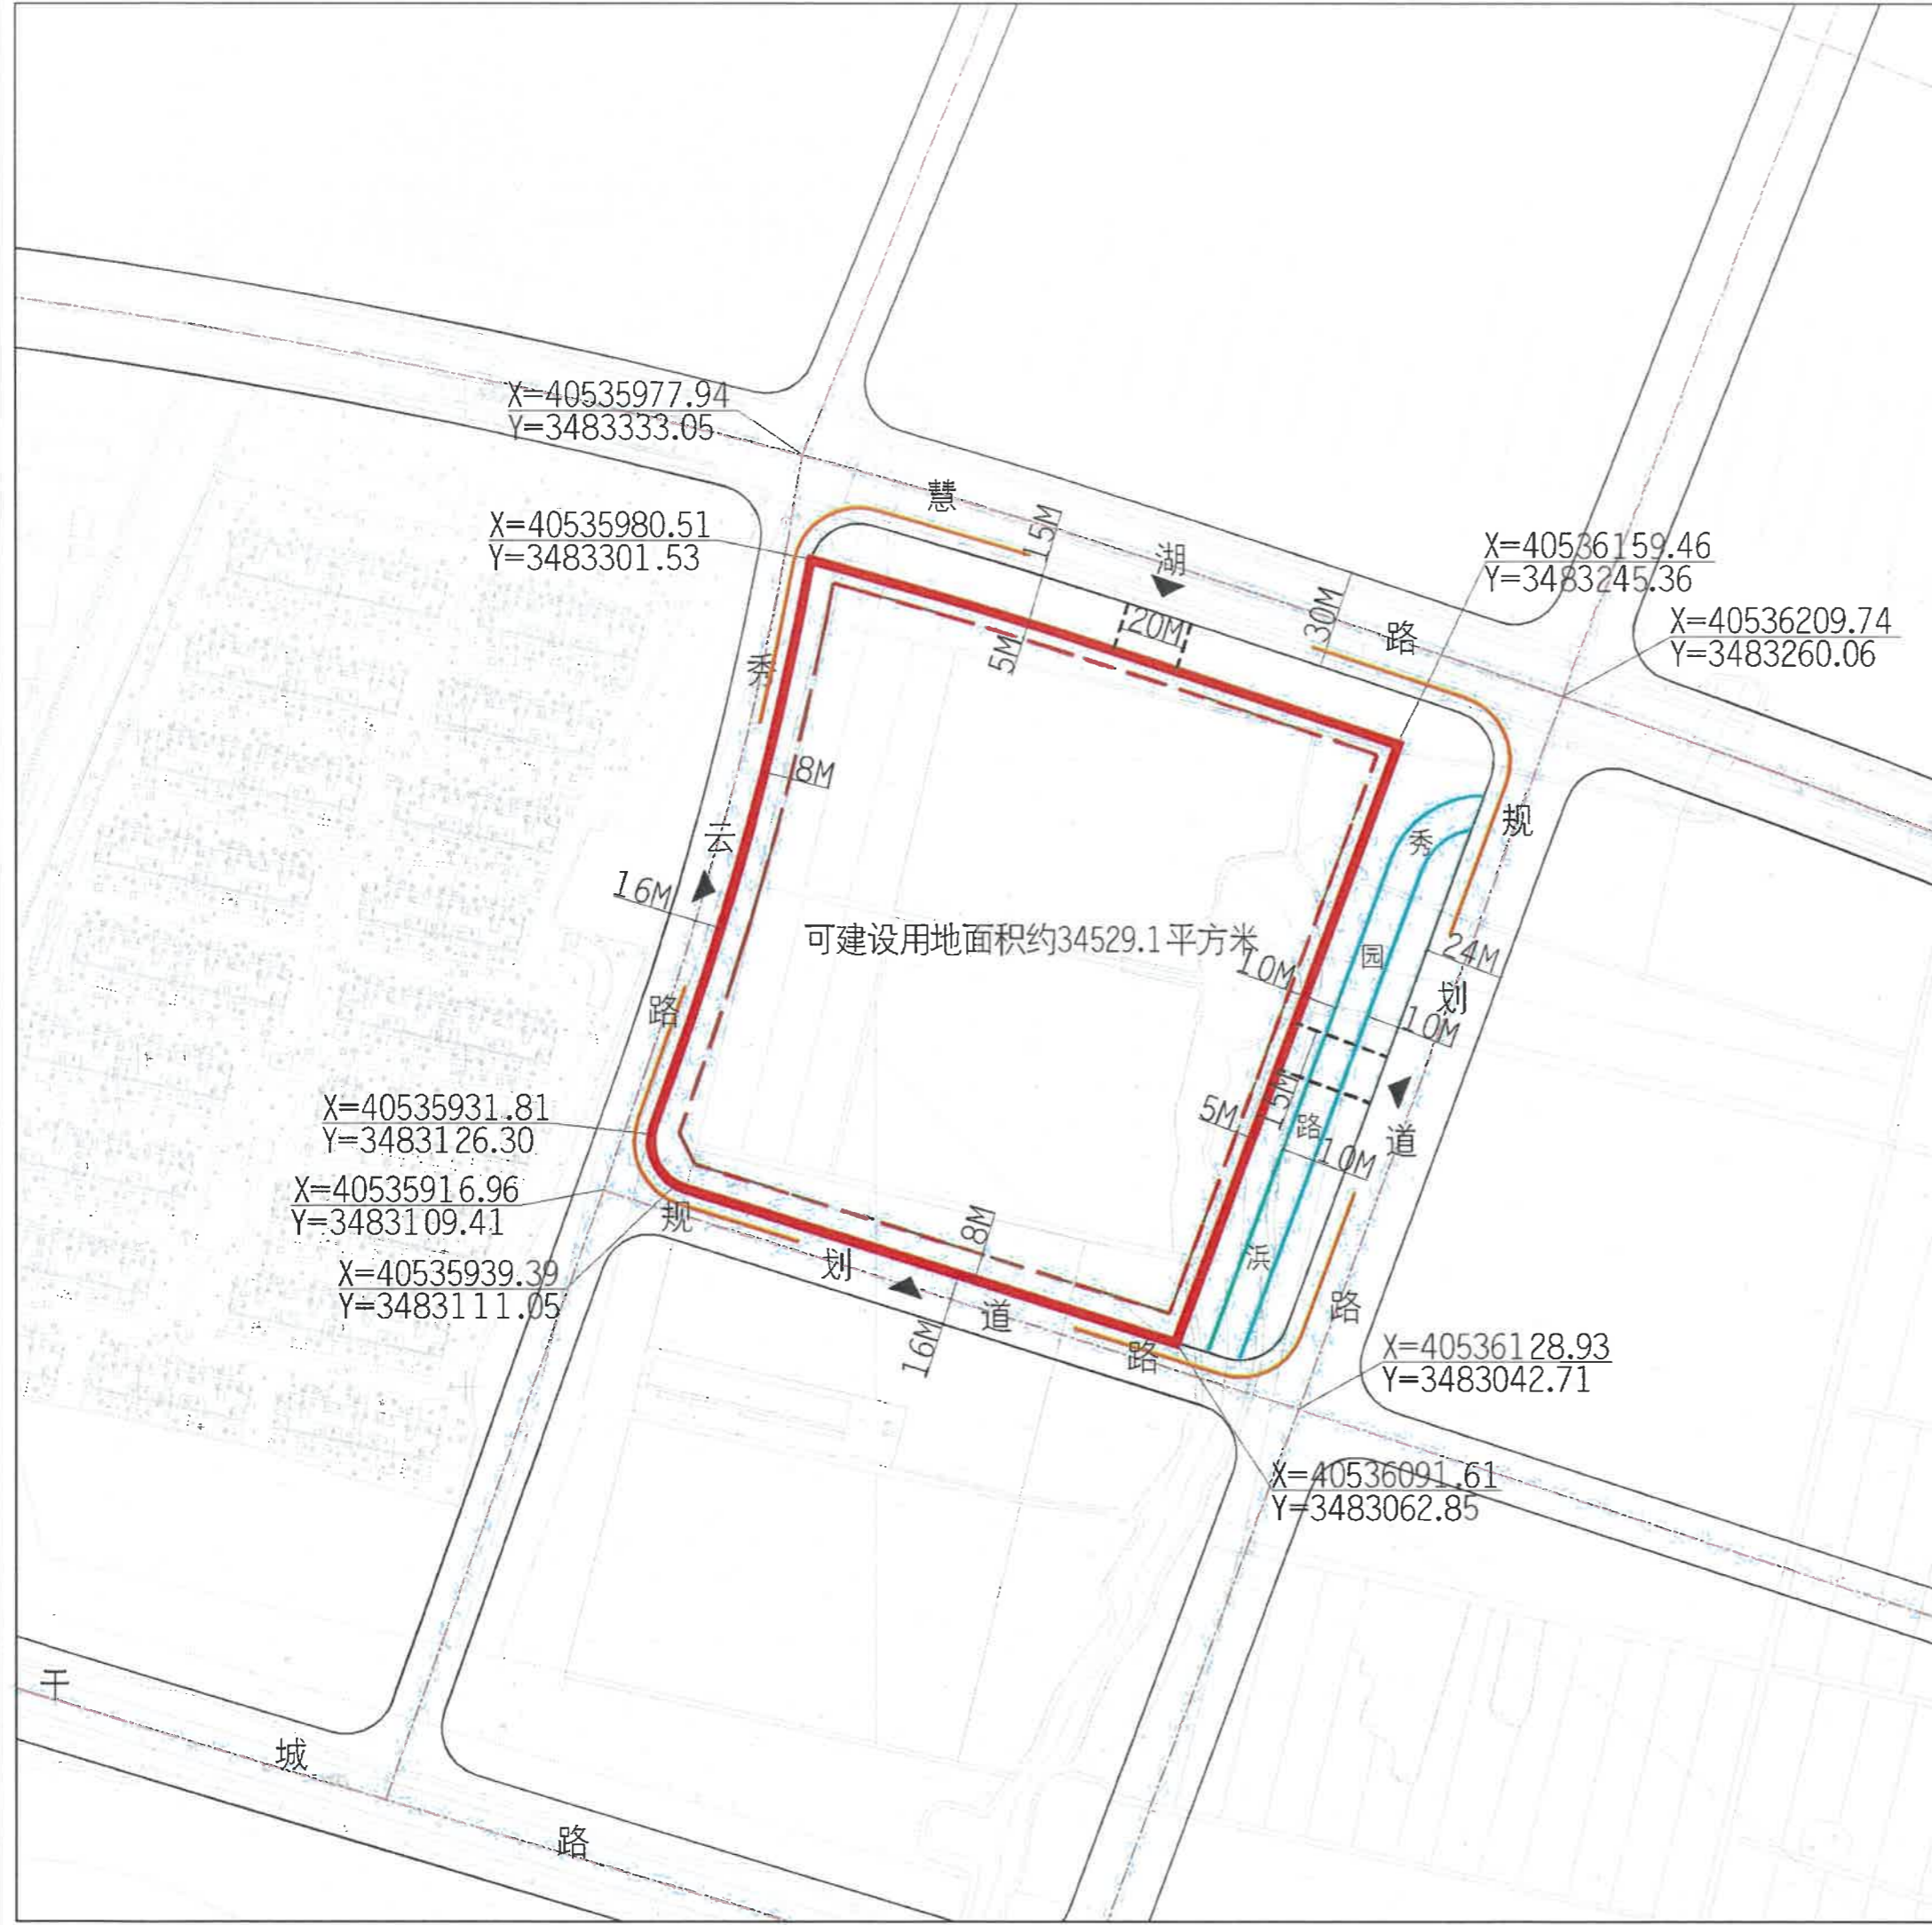 X=40535977.94
Y=3483333.05
慧
15M
X=40535980.51
Y=3483301.53
湖
X=40536159.46
Y=3483245.36
20M
30M
路
X=40536209.74
Y=3483260.06
5M
秀
8M
规
云
秀
16M
可建设用地面积约34529.1平方米
园
24M
10M
划
路
10M
15M
5M
路
道
10M
X=40535931.81
Y=3483126.30
X=40535916.96
Y=3483109.41
规
8M
浜
划
X=40535939.39
Y=3483111.05
道
路
16M
路
X=40536128.93
Y=3483042.71
X=40536091.61
Y=3483062.85
干
城
路